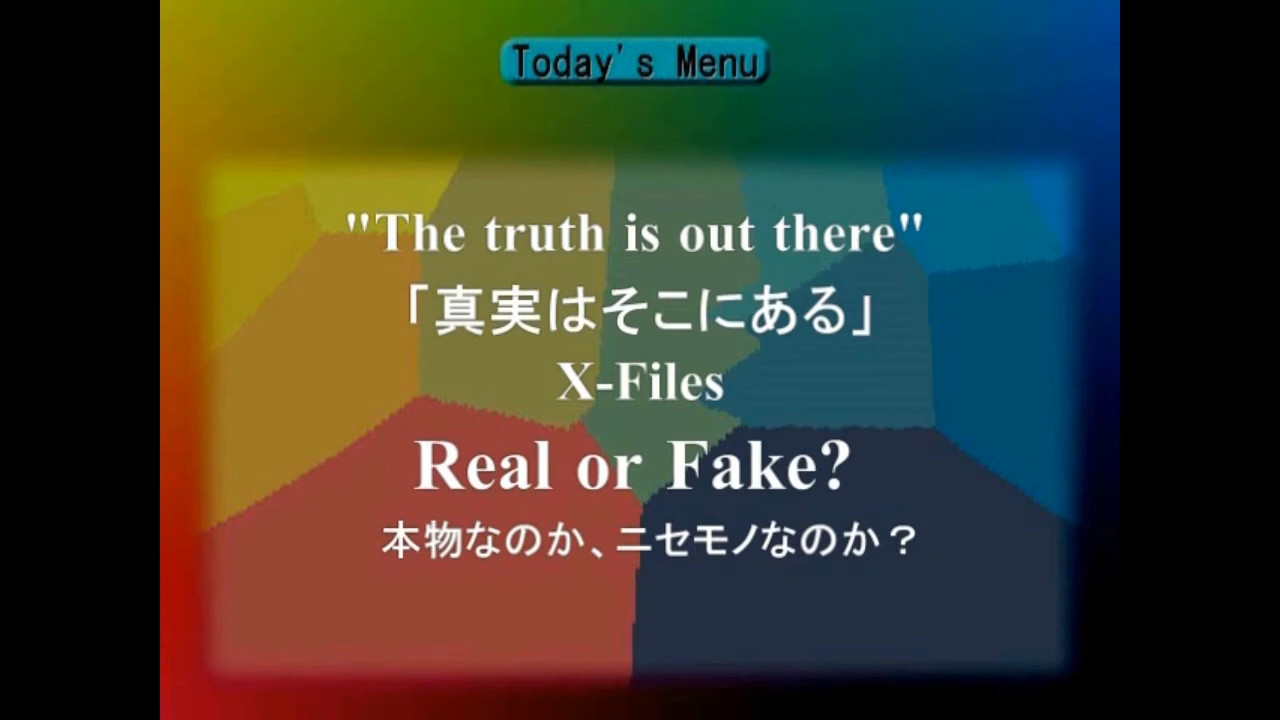 Today's Menu
"The truth is out there"
「真実はそこにある」
X-Files
Real or Fake?
本物なのか、ニセモノなのか？